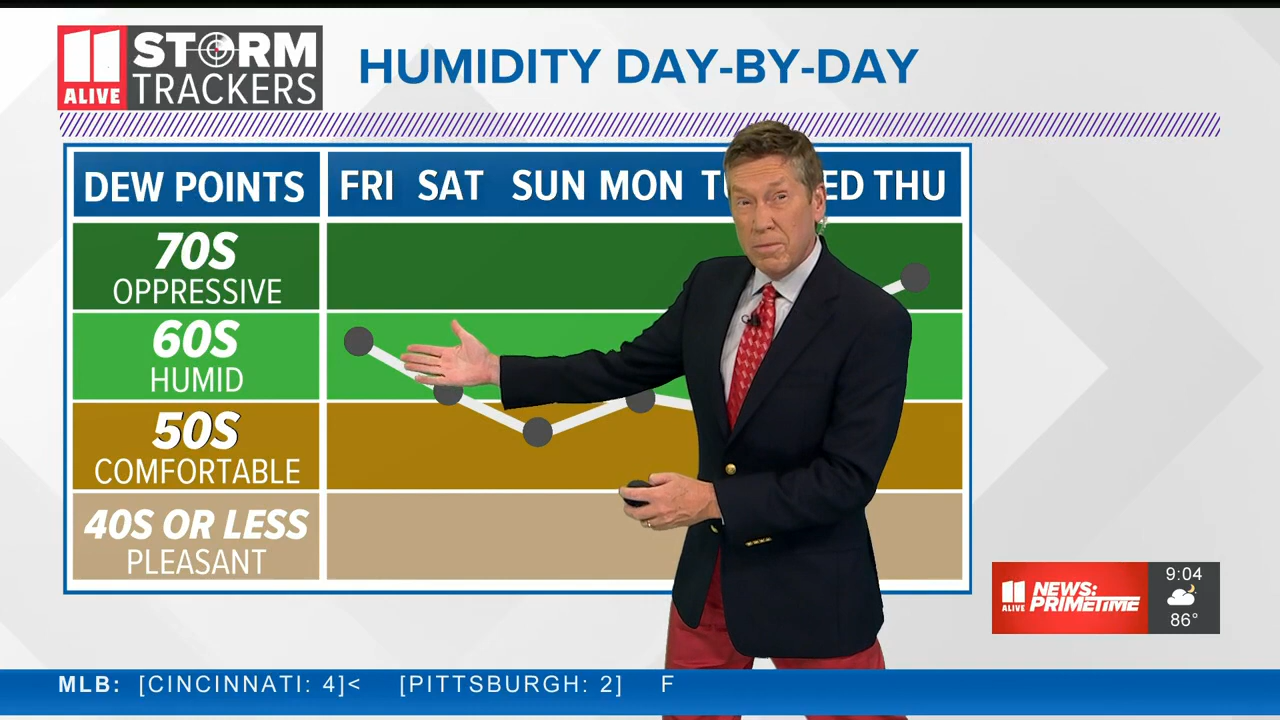 11 ALIVE STORM TRACKERS
HUMIDITY DAY-BY-DAY
DEW POINTS FRI SAT SUN MON THU
70S
OPPRESSIVE
60S
HUMID
50S
COMFORTABLE
40S OR LESS
PLEASANT
11 ALIVE NEWS: PRIMETIME
9:04
86°
MLB: [CINCINNATI: 4]< [PITTSBURGH: 2] F